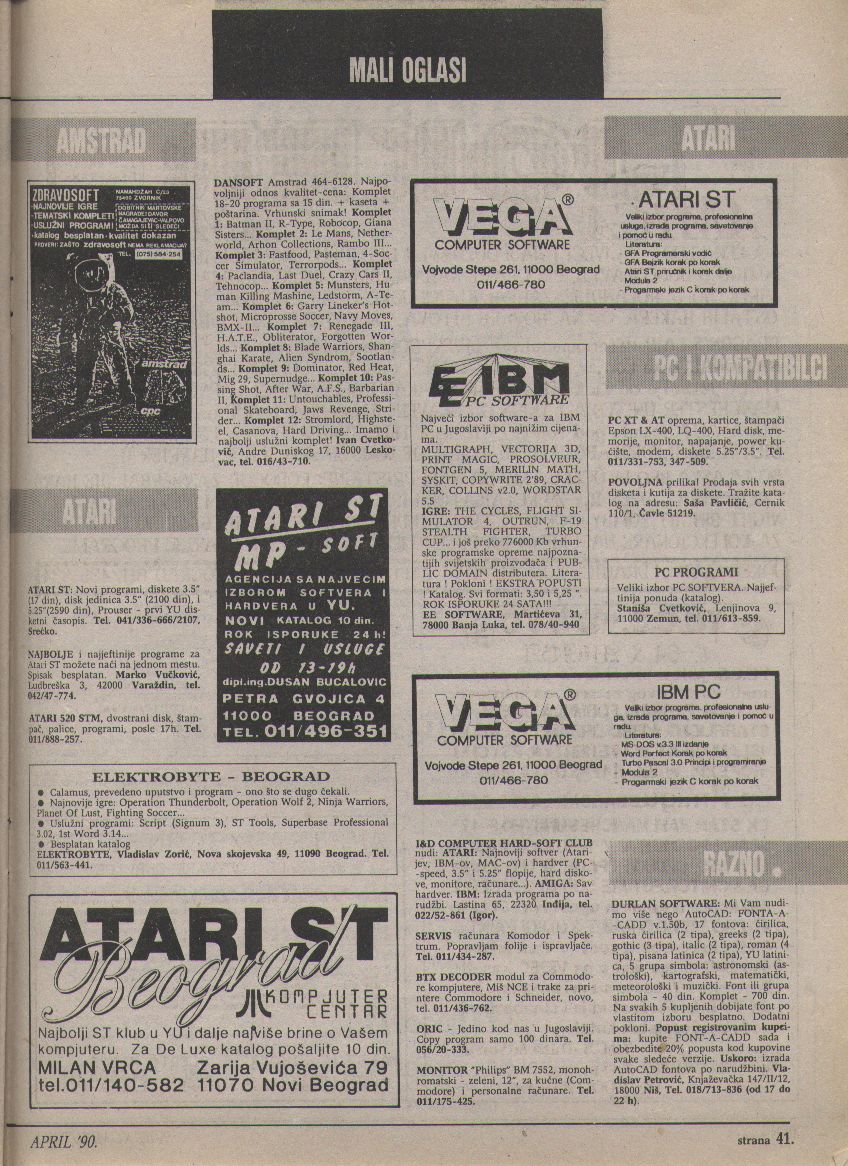 MALI OGLASI
AMSTRAD
ZDRAVOSOFT
NAMAHDŽAH
75400 ZVORNIK
-NAJNOVIJE IGRE
-TEMATSKI KOMPLETI
-USLUŽNI PROGRAMI
DOBITNIK MARTOVSKE
NAGRADE: DAVOR
MOŽDA SI TI SLEDEĆI
-katalog besplatan- kvalitet dokazan
PROVERI ZAŠTO zdravosoft NEMA REKLAMACIJA?
TEL. (075) 584-254
amstrad
cpc
DANSOFT Amstrad 464-6128. Najpo-
voljniji odnos kvalitet-cena: Komplet
18-20 programa sa 15 din. + kaseta +
poštarina. Vrhunski snimak! Komplet
1: Batman II, R-Type, Robocop, Giana
Sisters... Komplet 2: Le Mans, Nether-
world, Arhon Collections, Rambo III...
Komplet 3: Fastfood, Pasteman, 4-Soc-
cer Simulator, Terrorpods... Komplet
4: Paclandia, Last Duel, Crazy Cars II,
Tehnocop... Komplet 5: Munsters, Hu-
man Killing Mashine, Ledstorm, A-Te-
am... Komplet 6: Garry Lineker's Hot-
shot, Microprosse Soccer, Navy Moves,
BMX-II... Komplet 7: Renegade III,
H.A.T.E., Obliterator, Forgotten Wor-
lds... Komplet 8: Blade Warriors, Shan-
ghai Karate, Alien Syndrom, Sootlan-
ds... Komplet 9: Dominator, Red Heat,
Mig 29, Supernudge... Komplet 10: Pas-
sing Shot, After War, A.F.S., Barbarian
II, Komplet 11: Untouchables, Professi-
onal Skateboard, Jaws Revenge, Stri-
der... Komplet 12: Stromlord, Highste-
el, Casanova, Hard Driving... Imamo i
najbolji uslužni komplet! Ivan Cvetko-
vić, Andre Duniskog 17, 16000 Lesko-
vac, tel. 016/43-710.
ATARI
ATARI ST: Novi programi, diskete 3.5"
(17 din), disk jedinica 3.5" (2100 din), i
5.25"(2590 din), Prouser - prvi YU dis-
ketni časopis. Tel. 041/336-666/2107,
Srećko.
NAJBOLJE i najjeftinije programe za
Atari ST možete naći na jednom mestu.
Spisak besplatan. Marko Vučković,
Ludbreška 3, 42000 Varaždin, tel.
042/47-774.
ATARI 520 STM, dvostrani disk, štam-
pač, palice, programi, posle 17h. Tel.
011/888-257.
ATARI ST
MP - SOFT
AGENCIJA SA NAJVECIM
IZBOROM SOFTVERA I
HARDVERA U YU.
NOVI KATALOG 10 din.
ROK ISPORUKE 24 h!
SAVETI I USLUGE
OD 13-19h
dipl.ing.DUSAN BUCALOVIC
PETRA GVOJICA 4
11000 BEOGRAD
TEL. 011/496-351
ELEKTROBYTE - BEOGRAD
● Calamus, prevedeno uputstvo i program - ono što se dugo čekali.
● Najnovije igre: Operation Thunderbolt, Operation Wolf 2, Ninja Warriors,
Planet Of Lust, Fighting Soccer...
● Uslužni programi: Script (Signum 3), ST Tools, Superbase Professional
3.02, 1st Word 3.14...
● Besplatan katalog
ELEKTROBYTE, Vladislav Zorić, Nova skojevska 49, 11090 Beograd. Tel.
011/563-441.
ATARI ST
Beograd
KOMPJUTER
CENTAR
Najbolji ST klub u YU i dalje najviše brine o Vašem
kompjuteru. Za De Luxe katalog pošaljite 10 din.
MILAN VRCA Zarija Vujoševića 79
tel.011/140-582 11070 Novi Beograd
ATARI
VEGA®
COMPUTER SOFTWARE
Vojvode Stepe 261, 11000 Beograd
011/466-780
ATARI ST
Veliki izbor programa, profesionalne
usluge, izrada programa, savetovanje
i pomoć u radu.
Literatura:
- GFA Programerski vodič
- GFA Bejzik korak po korak
- Atari ST priručnik i korak dalje
- Modula 2
- Progarmski jezik C korak po korak
EE IBM
PC SOFTWARE
Najveći izbor software-a za IBM
PC u Jugoslaviji po najnižim cijena-
ma.
MULTIGRAPH, VECTORIJA 3D,
PRINT MAGIC, PROSOLVEUR,
FONTGEN 5, MERILIN MATH,
SYSKIT, COPYWRITE 2'89, CRAC-
KER, COLLINS v2.0, WORDSTAR
5.5
IGRE: THE CYCLES, FLIGHT SI-
MULATOR 4, OUTRUN, F-19
STEALTH FIGHTER, TURBO
CUP... i još preko 776000 Kb vrhun-
ske programske opreme najpozna-
tijih svijetskih proizvođača i PUB-
LIC DOMAIN distributera. Litera-
tura ! Pokloni ! EKSTRA POPUSTI
! Katalog. Svi formati: 3,50 i 5,25 ".
ROK ISPORUKE 24 SATA!!!
EE SOFTWARE, Martićeva 31,
78000 Banja Luka, tel. 078/40-940
PC I KOMPATIBILCI
PC XT & AT oprema, kartice, štampači
Epson LX-400, LQ-400, Hard disk, me-
morije, monitor, napajanje, power ku-
ćište, modem, diskete 5.25"/3.5". Tel.
011/331-753, 347-509.
POVOLJNA prilika! Prodaja svih vrsta
disketa i kutija za diskete. Tražite kata-
log na adresu: Saša Pavličić, Cernik
110/1, Čavle 51219.
PC PROGRAMI
Veliki izbor PC SOFTVERA. Najjef-
tinija ponuda (katalog).
Staniša Cvetković, Lenjinova 9,
11000 Zemun, tel. 011/613-859.
VEGA®
COMPUTER SOFTWARE
Vojvode Stepe 261, 11000 Beograd
011/466-780
IBM PC
Veliki izbor programa, profesionalne uslu-
ge, izrada programa, savetovanje i pomoć u
radu.
Literatura:
- MS-DOS v.3.3 III izdanje
- Word Perfect Korak po korak
- Turbo Pascal 3.0 Principi i programiranje
- Modula 2
- Progarmski jezik C korak po korak
I&D COMPUTER HARD-SOFT CLUB
nudi: ATARI: Najnoviji softver (Atari-
jev, IBM-ov, MAC-ov) i hardver (PC-
-speed, 3.5" i 5.25" flopije, hard disko-
ve, monitore, računare...). AMIGA: Sav
hardver. IBM: Izrada programa po na-
rudžbi. Lastina 65, 22320 Inđija, tel.
022/52-861 (Igor).
SERVIS računara Komodor i Spek-
trum. Popravljam folije i ispravljače.
Tel. 011/434-287.
BTX DECODER modul za Commodo-
re kompjutere, Miš NCE i trake za pri-
ntere Commodore i Schneider, novo,
tel. 011/436-762.
ORIC - Jedino kod nas u Jugoslaviji.
Copy program samo 100 dinara. Tel.
056/20-333.
MONITOR "Philips" BM 7552, monoh-
romatski - zeleni, 12", za kućne (Com-
modore) i personalne računare. Tel.
011/175-425.
RAZNO .
DURLAN SOFTWARE: Mi Vam nudi-
mo više nego AutoCAD: FONTA-A-
-CADD v.1.50b, 17 fontova: ćirilica,
ruska ćirilica (2 tipa), greeks (2 tipa),
gothic (3 tipa), italic (2 tipa), roman (4
tipa), pisana latinica (2 tipa), YU latini-
ca, 5 grupa simbola: astronomski (as-
trološki), kartografski, matematički,
meteorološki i muzički. Font ili grupa
simbola - 40 din. Komplet - 700 din.
Na svakih 5 kupljenih dobijate font po
vlastitom izboru besplatno. Dodatni
pokloni. Popust registrovanim kupci-
ma: kupite FONT-A-CADD sada i
obezbedite 20% popusta kod kupovine
svake sledeće verzije. Uskoro: izrada
AutoCAD fontova po narudžbini. Vla-
dislav Petrović, Knjaževačka 147/II/12,
18000 Niš, Tel. 018/713-836 (od 17 do
22 h).
APRIL '90.
strana 41.